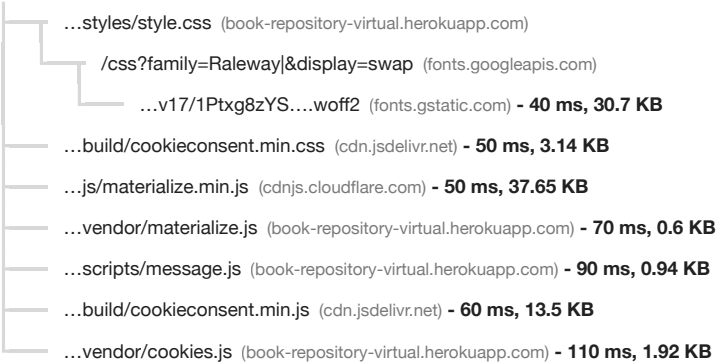 …styles/style.css (book-repository-virtual.herokuapp.com)
/css?family=Raleway|&display=swap (fonts.googleapis.com)
…v17/1Ptxg8zYS….woff2 (fonts.gstatic.com) - 40 ms, 30.7 KB
…build/cookieconsent.min.css (cdn.jsdelivr.net) - 50 ms, 3.14 KB
…js/materialize.min.js (cdnjs.cloudflare.com) - 50 ms, 37.65 KB
…vendor/materialize.js (book-repository-virtual.herokuapp.com) - 70 ms, 0.6 KB
…scripts/message.js (book-repository-virtual.herokuapp.com) - 90 ms, 0.94 KB
…build/cookieconsent.min.js (cdn.jsdelivr.net) - 60 ms, 13.5 KB
…vendor/cookies.js (book-repository-virtual.herokuapp.com) - 110 ms, 1.92 KB